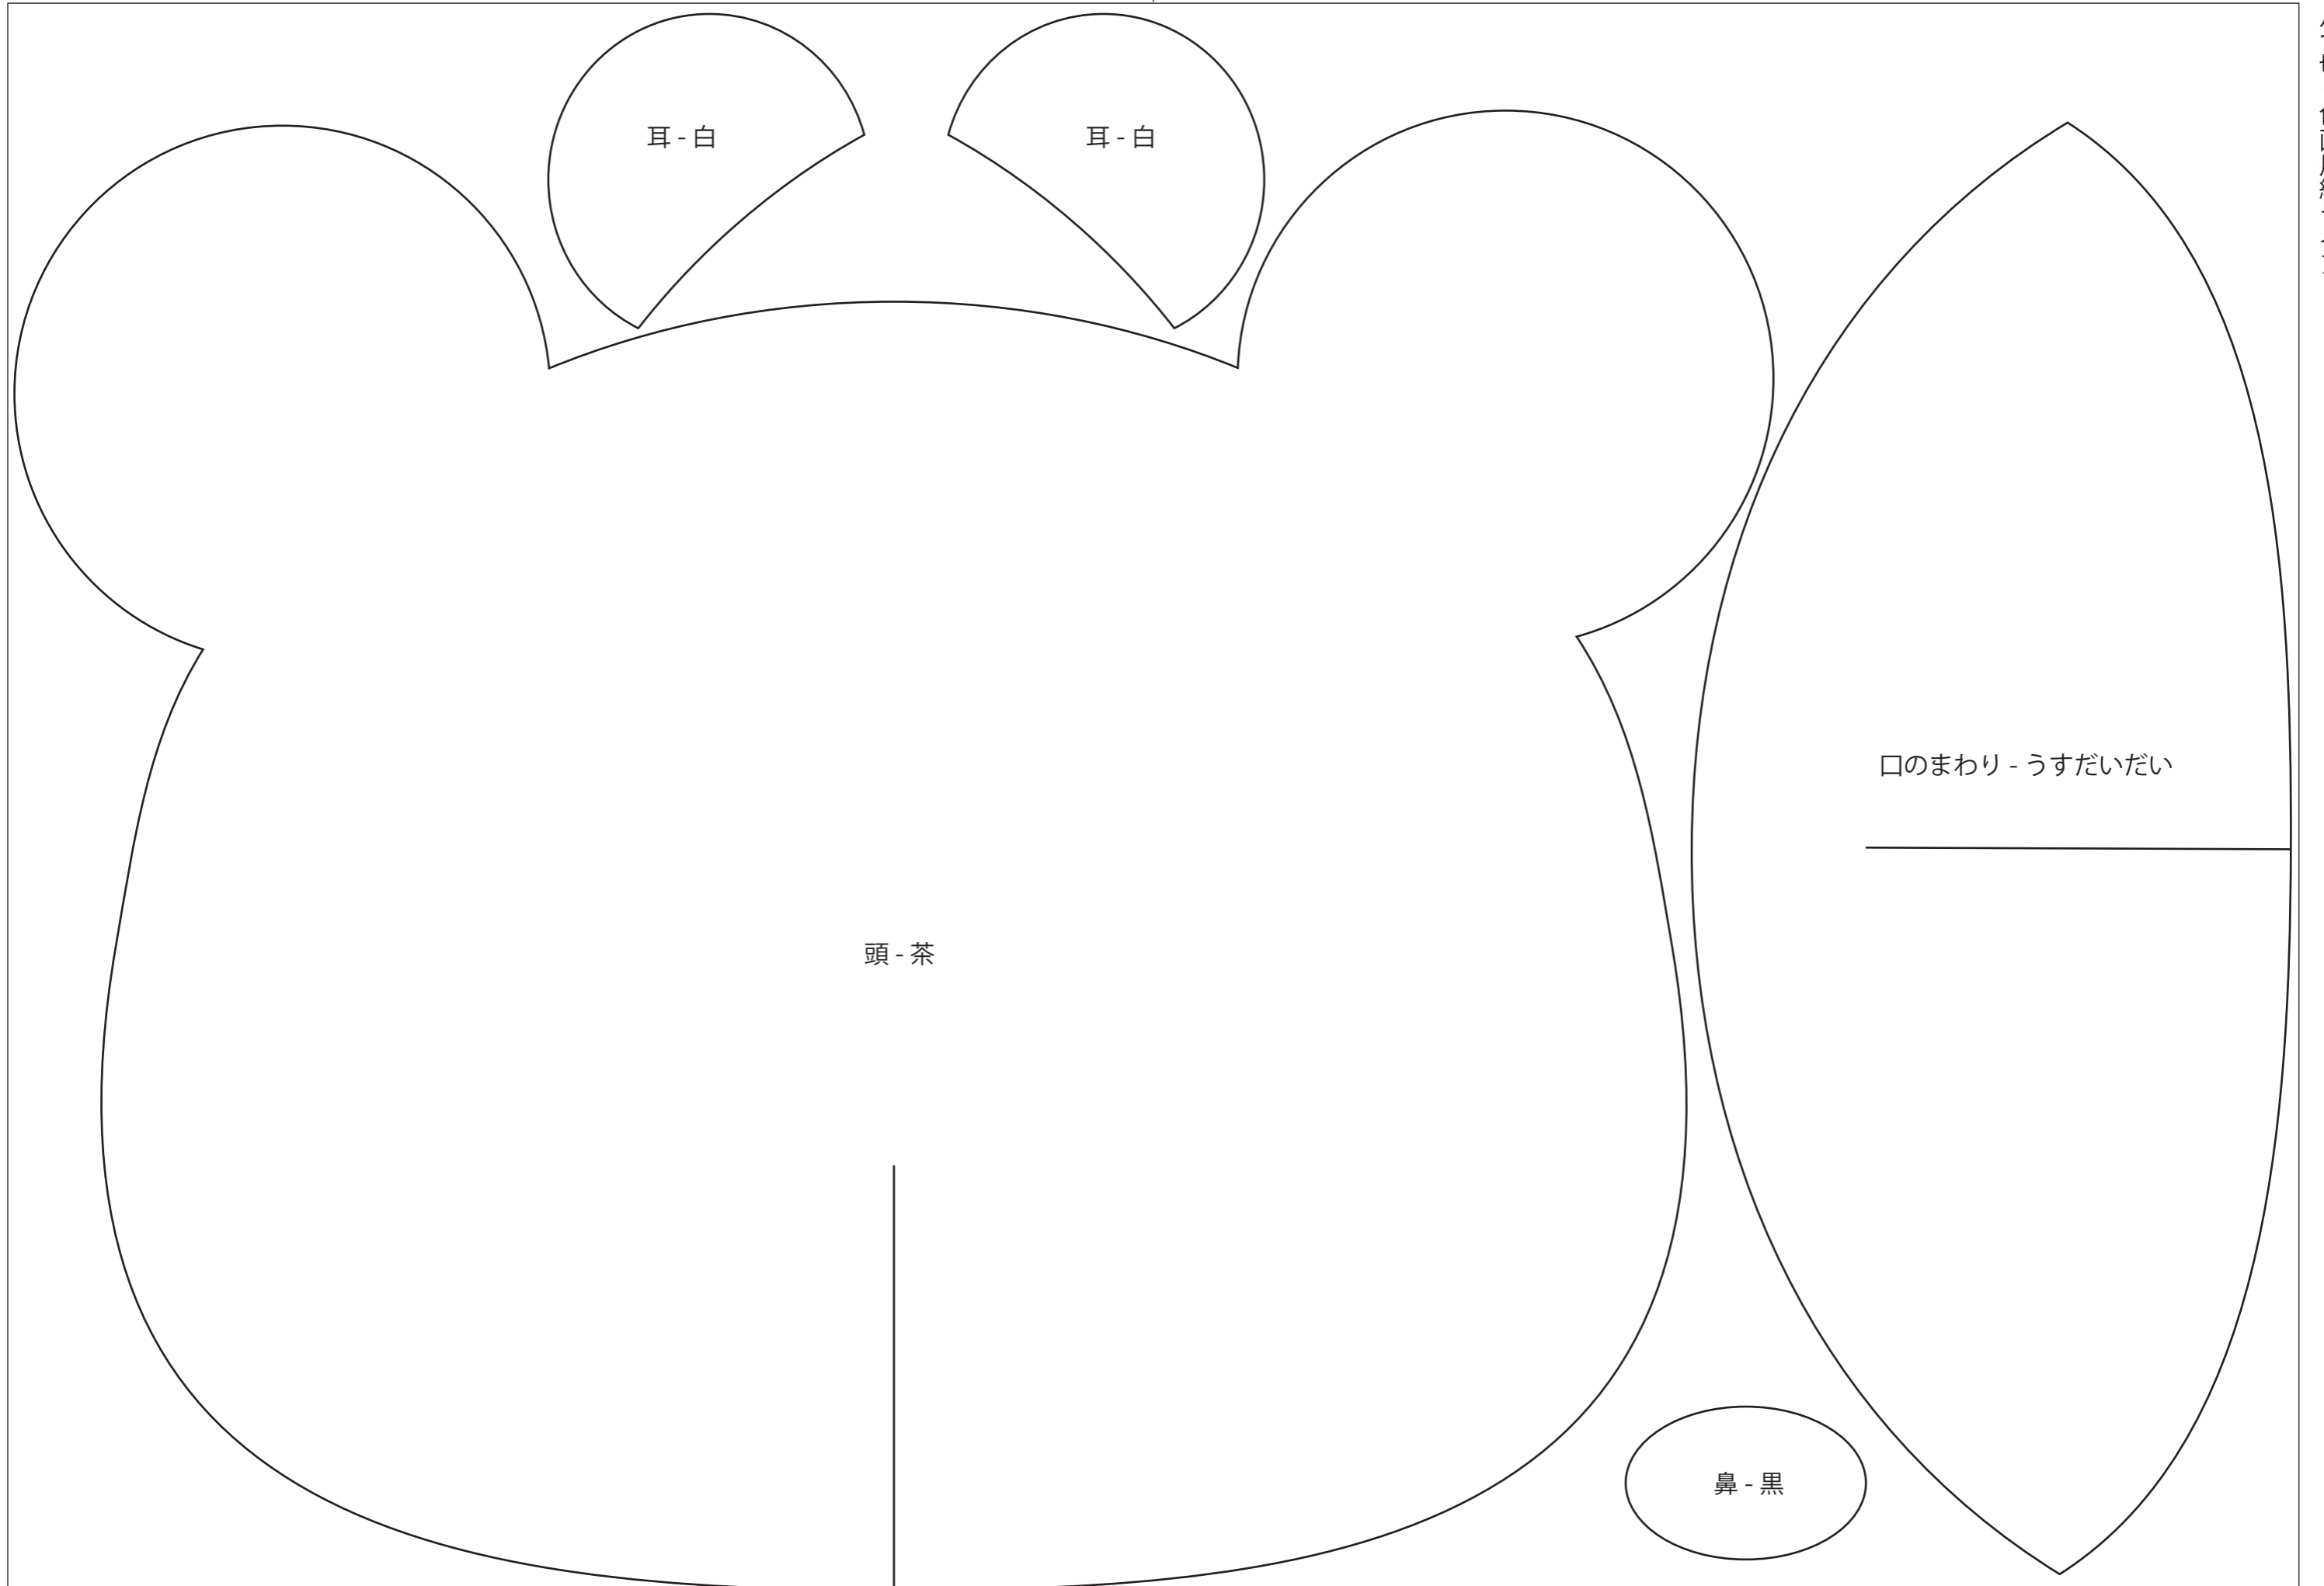 耳 - 白
耳 - 白
口のまわり - うすだいだい
頭 - 茶
鼻 - 黒